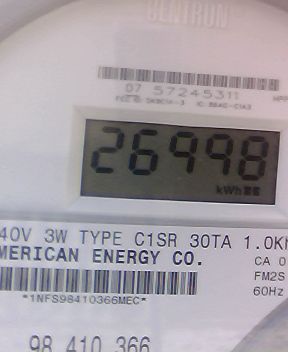 CENTRON
07 57245311
26998
kWh
40V 3W TYPE C1SR 30TA 1.0K
MERICAN ENERGY CO.
CA 0
FM2S
60Hz
*1NFS98410366MEC*
98 410 366